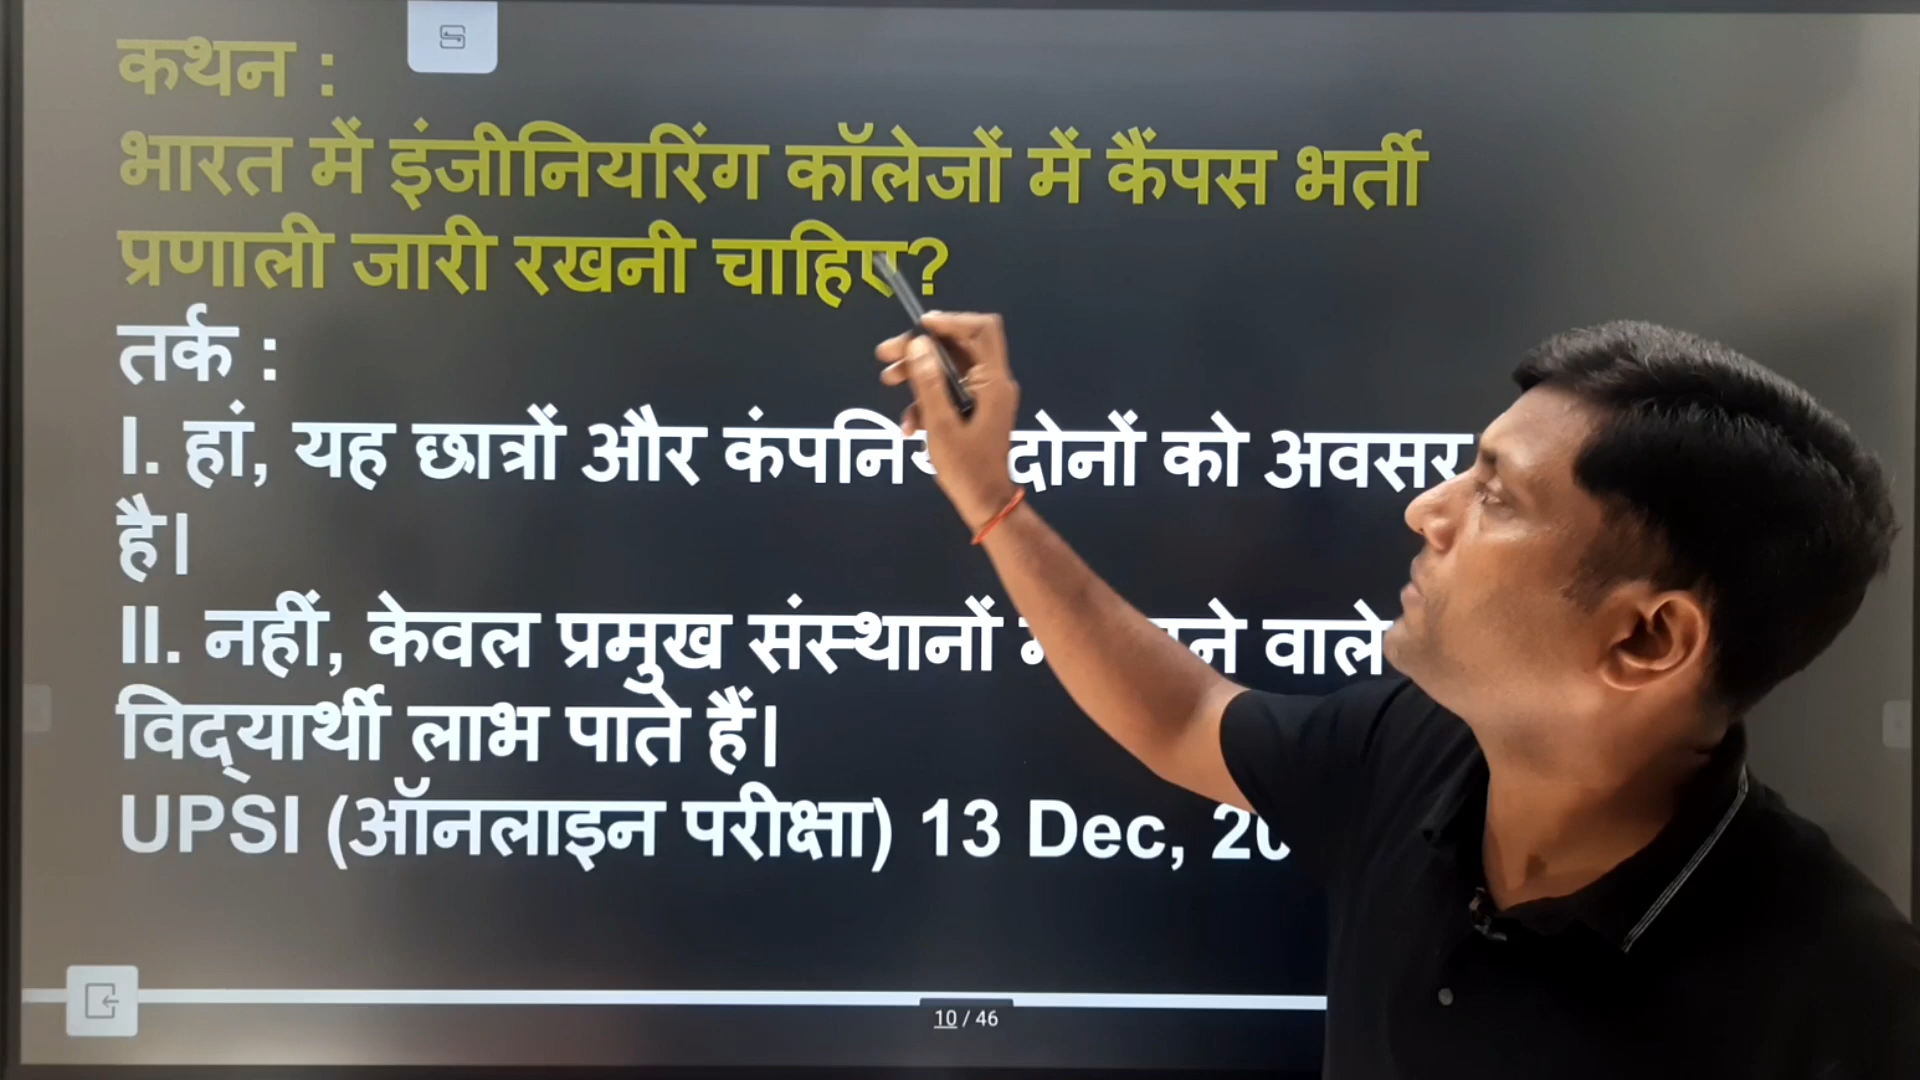 कथन :
भारत में इंजीनियरिंग कॉलेजों में कैंपस भर्ती
प्रणाली जारी रखनी चाहिए?
तर्क :
I. हां, यह छात्रों और दोनों को अवसर
है।
II. नहीं, केवल प्रमुख संस्थानों वाले
विद्यार्थी लाभ पाते हैं।
UPSI (ऑनलाइन परीक्षा) 13 Dec,
10 / 46